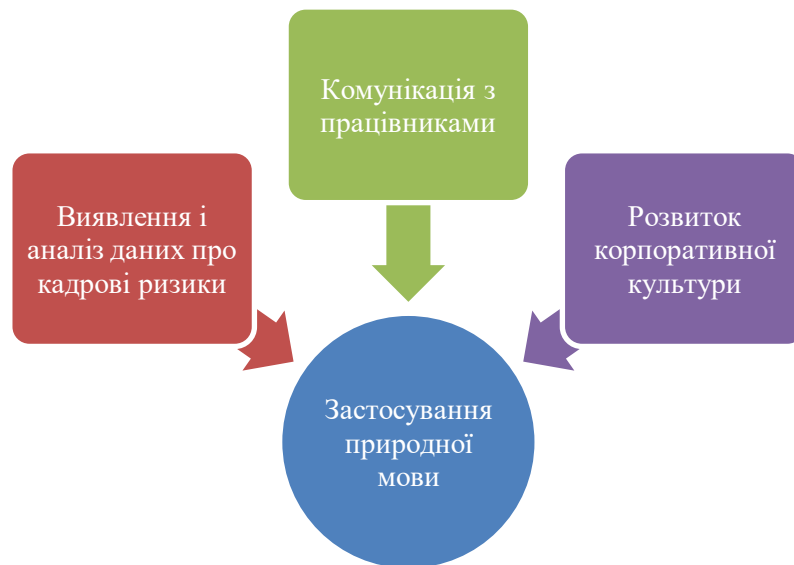 Комунікація з
працівниками
Виявлення і
аналіз даних про
кадрові ризики
Розвиток
корпоративної
культури
Застосування
природної
мови